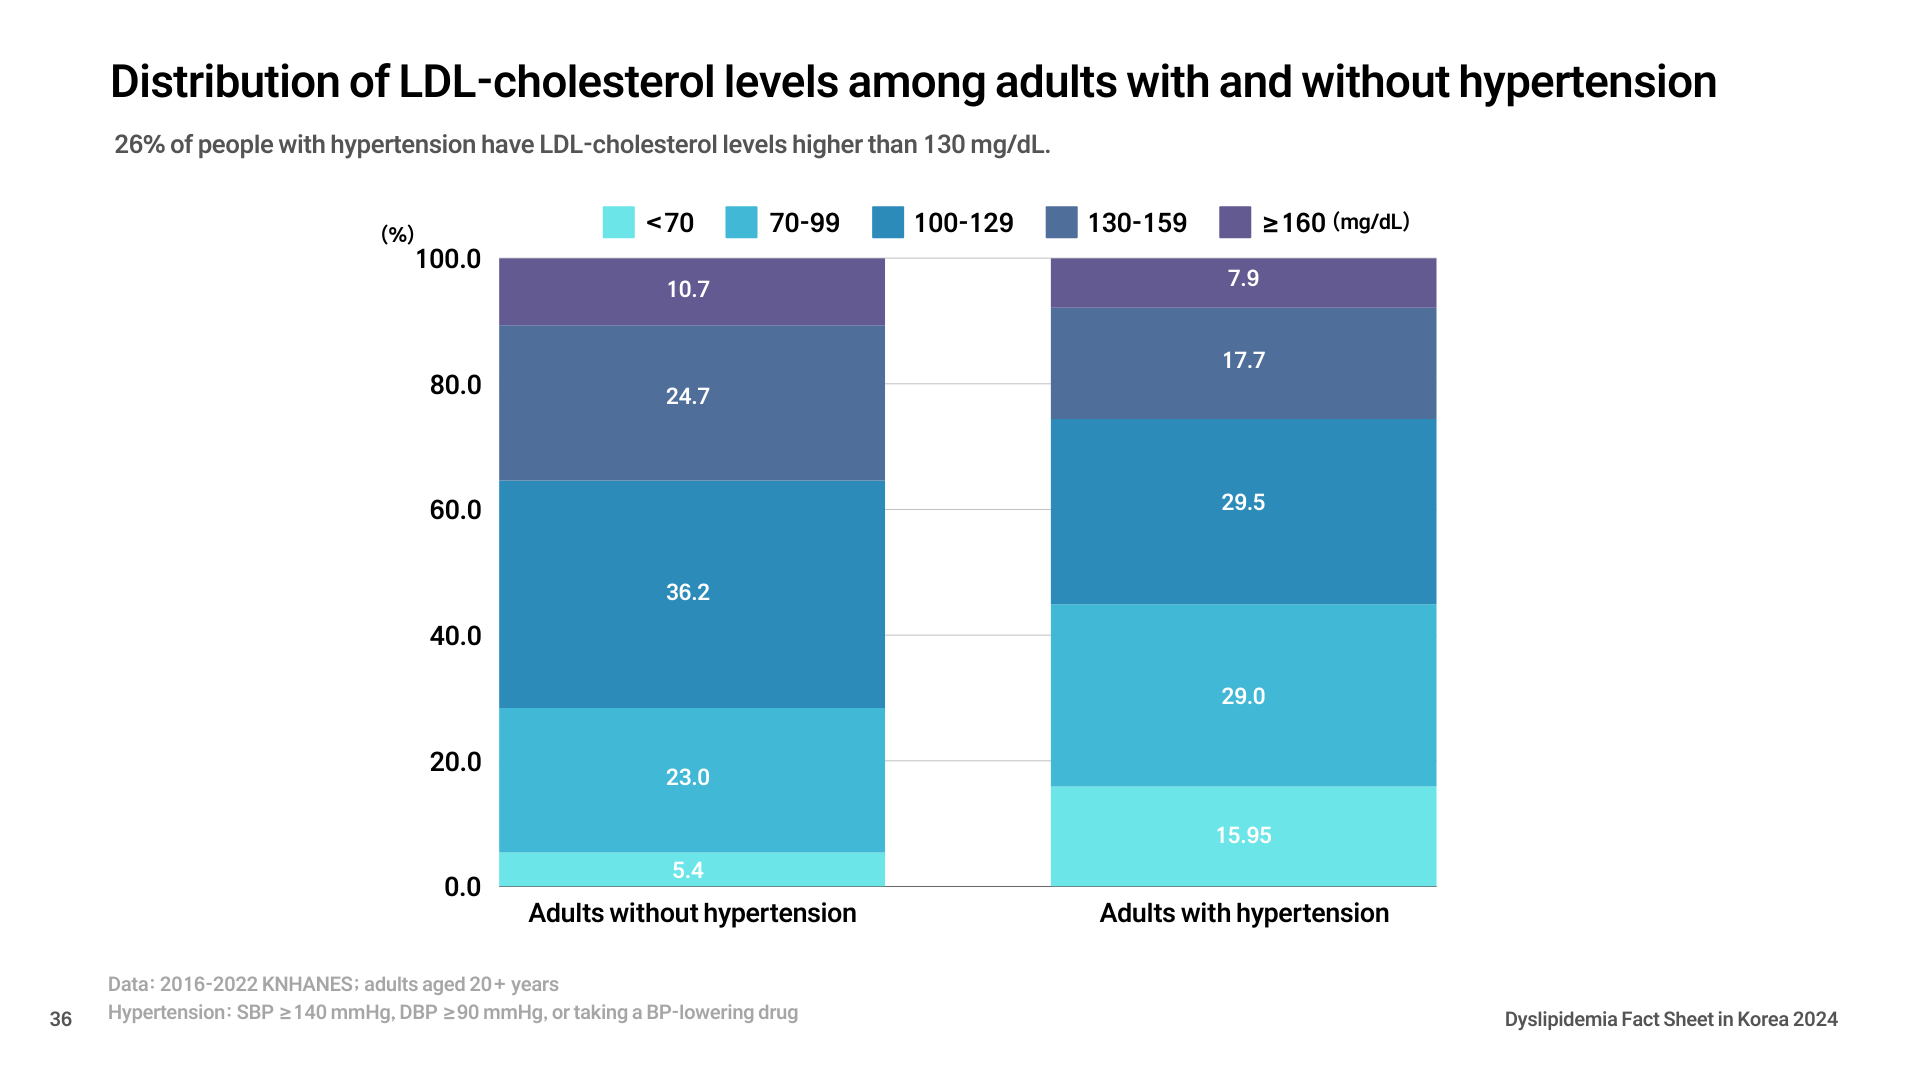 Distribution of LDL-cholesterol levels among adults with and without hypertension
26% of people with hypertension have LDL-cholesterol levels higher than 130 mg/dL.
<70 70-99 100-129 130-159 ≥160 (mg/dL)
(%)
100.0
80.0
60.0
40.0
20.0
0.0
10.7
24.7
36.2
23.0
5.4
7.9
17.7
29.5
29.0
15.95
Adults without hypertension
Adults with hypertension
Data: 2016-2022 KNHANES; adults aged 20+ years
Hypertension: SBP ≥140 mmHg, DBP ≥90 mmHg, or taking a BP-lowering drug
36
Dyslipidemia Fact Sheet in Korea 2024